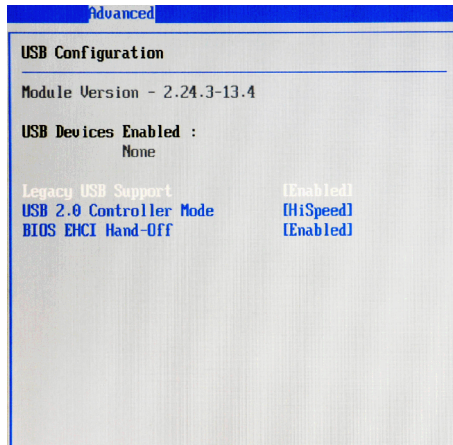 Advanced
USB Configuration
Module Version - 2.24.3-13.4
USB Devices Enabled :
None
Legacy USB Support [Enabled]
USB 2.0 Controller Mode [HiSpeed]
BIOS EHCI Hand-Off [Enabled]